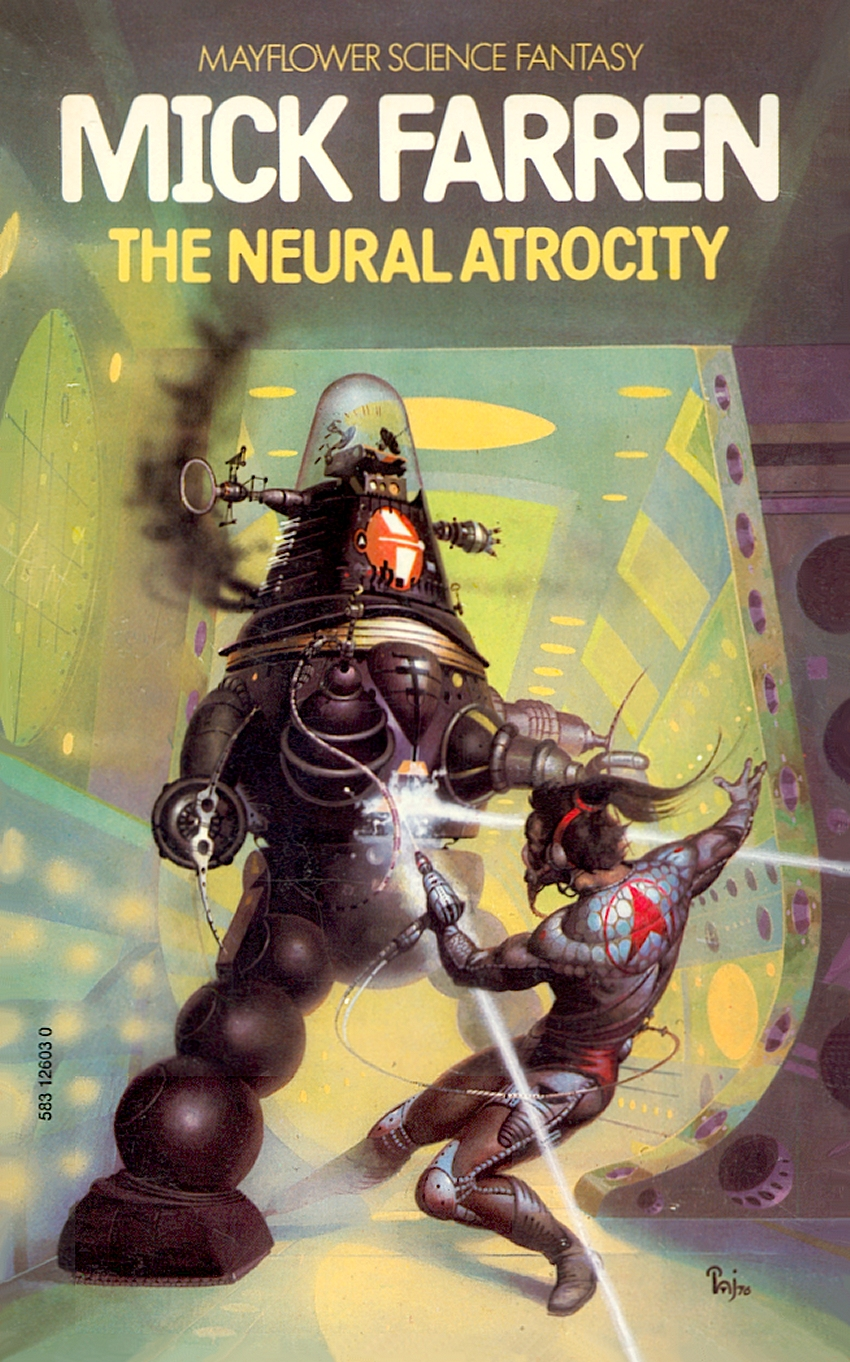 MAYFLOWER SCIENCE FANTASY
MICK FARREN
THE NEURAL ATROCITY
583 12603 0